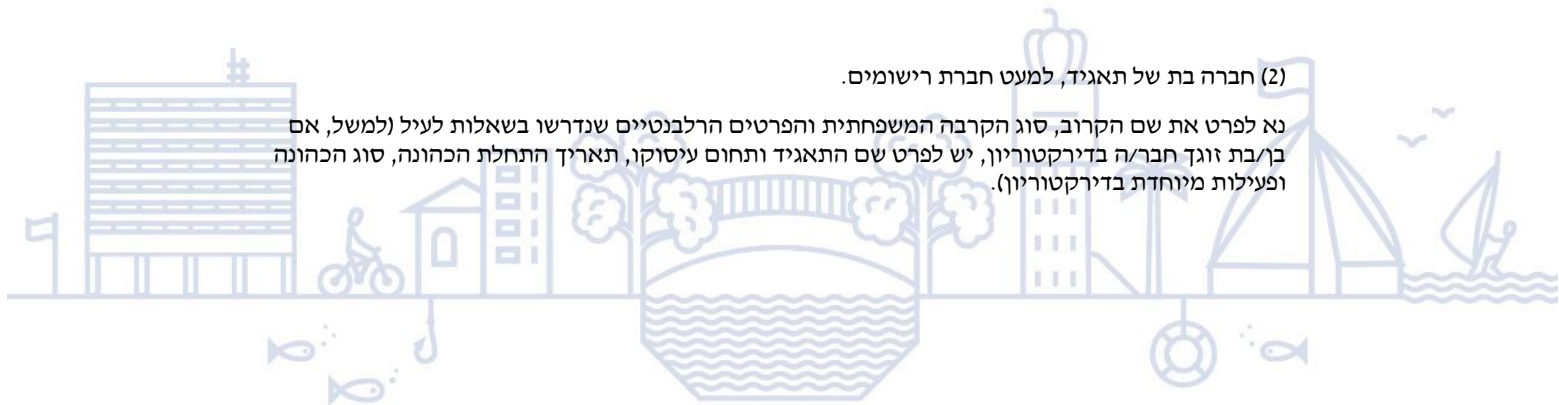 (2) חברה בת של תאגיד, למעט חברת רישומים.
נא לפרט את שם הקרוב, סוג הקרבה המשפחתית והפרטים הרלבנטיים שנדרשו בשאלות לעיל (למשל, אם
בן/בת זוגך חבר/ה בדירקטוריון, יש לפרט שם התאגיד ותחום עיסוקו, תאריך התחלת הכהונה, סוג הכהונה
ופעילות מיוחדת בדירקטוריון).